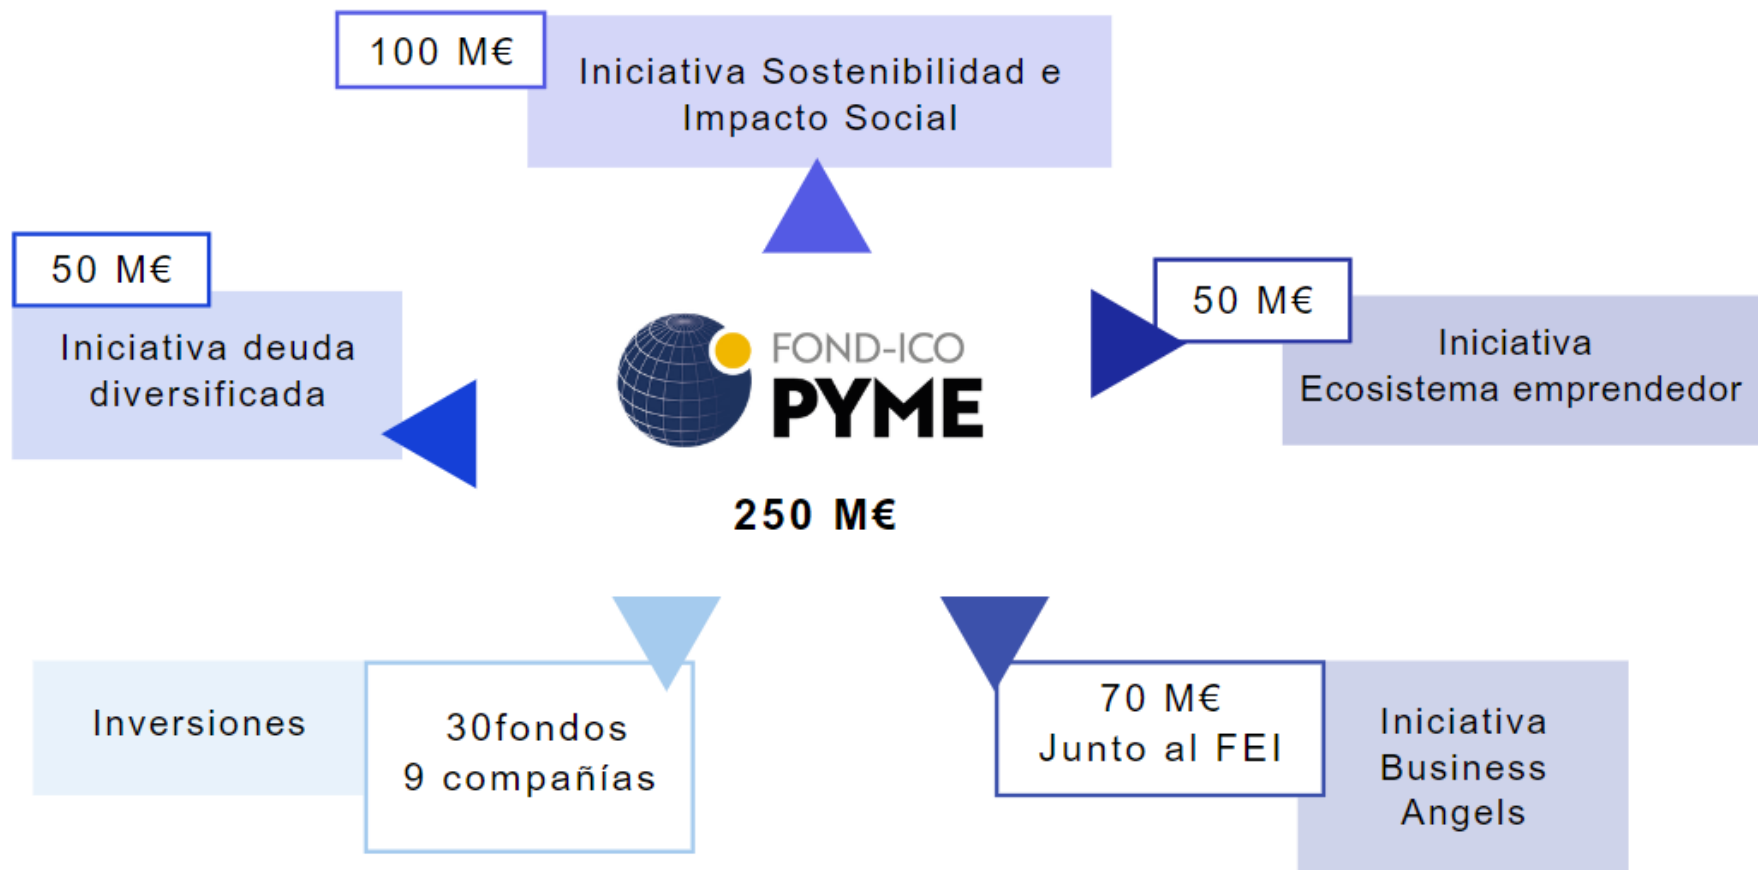 100 M€
Iniciativa Sostenibilidad e
Impacto Social
50 M€
Iniciativa deuda
diversificada
FOND-ICO
PYME
250 M€
50 M€
Iniciativa
Ecosistema emprendedor
Inversiones
30fondos
9 compañías
70 M€
Junto al FEI
Iniciativa
Business
Angels